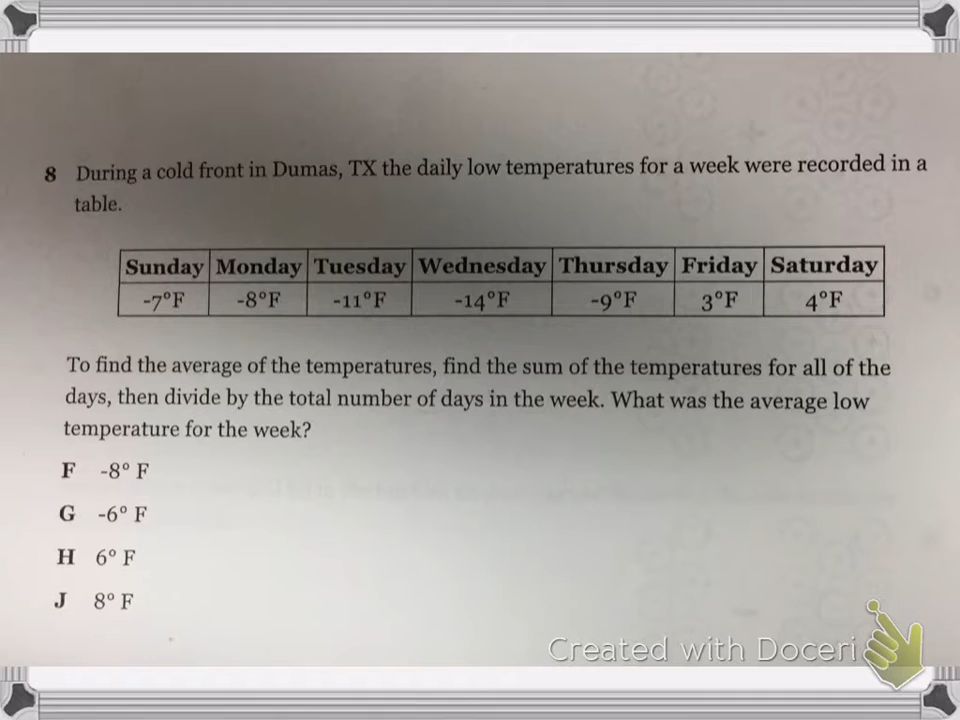 8 During a cold front in Dumas, TX the daily low temperatures for a week were recorded in a
table.
Sunday Monday Tuesday Wednesday Thursday Friday Saturday
-7°F -8°F -11°F -14°F -9°F 3°F 4°F
To find the average of the temperatures, find the sum of the temperatures for all of the
days, then divide by the total number of days in the week. What was the average low
temperature for the week?
F -8° F
G -6° F
H 6° F
J 8° F
Created with Doceri